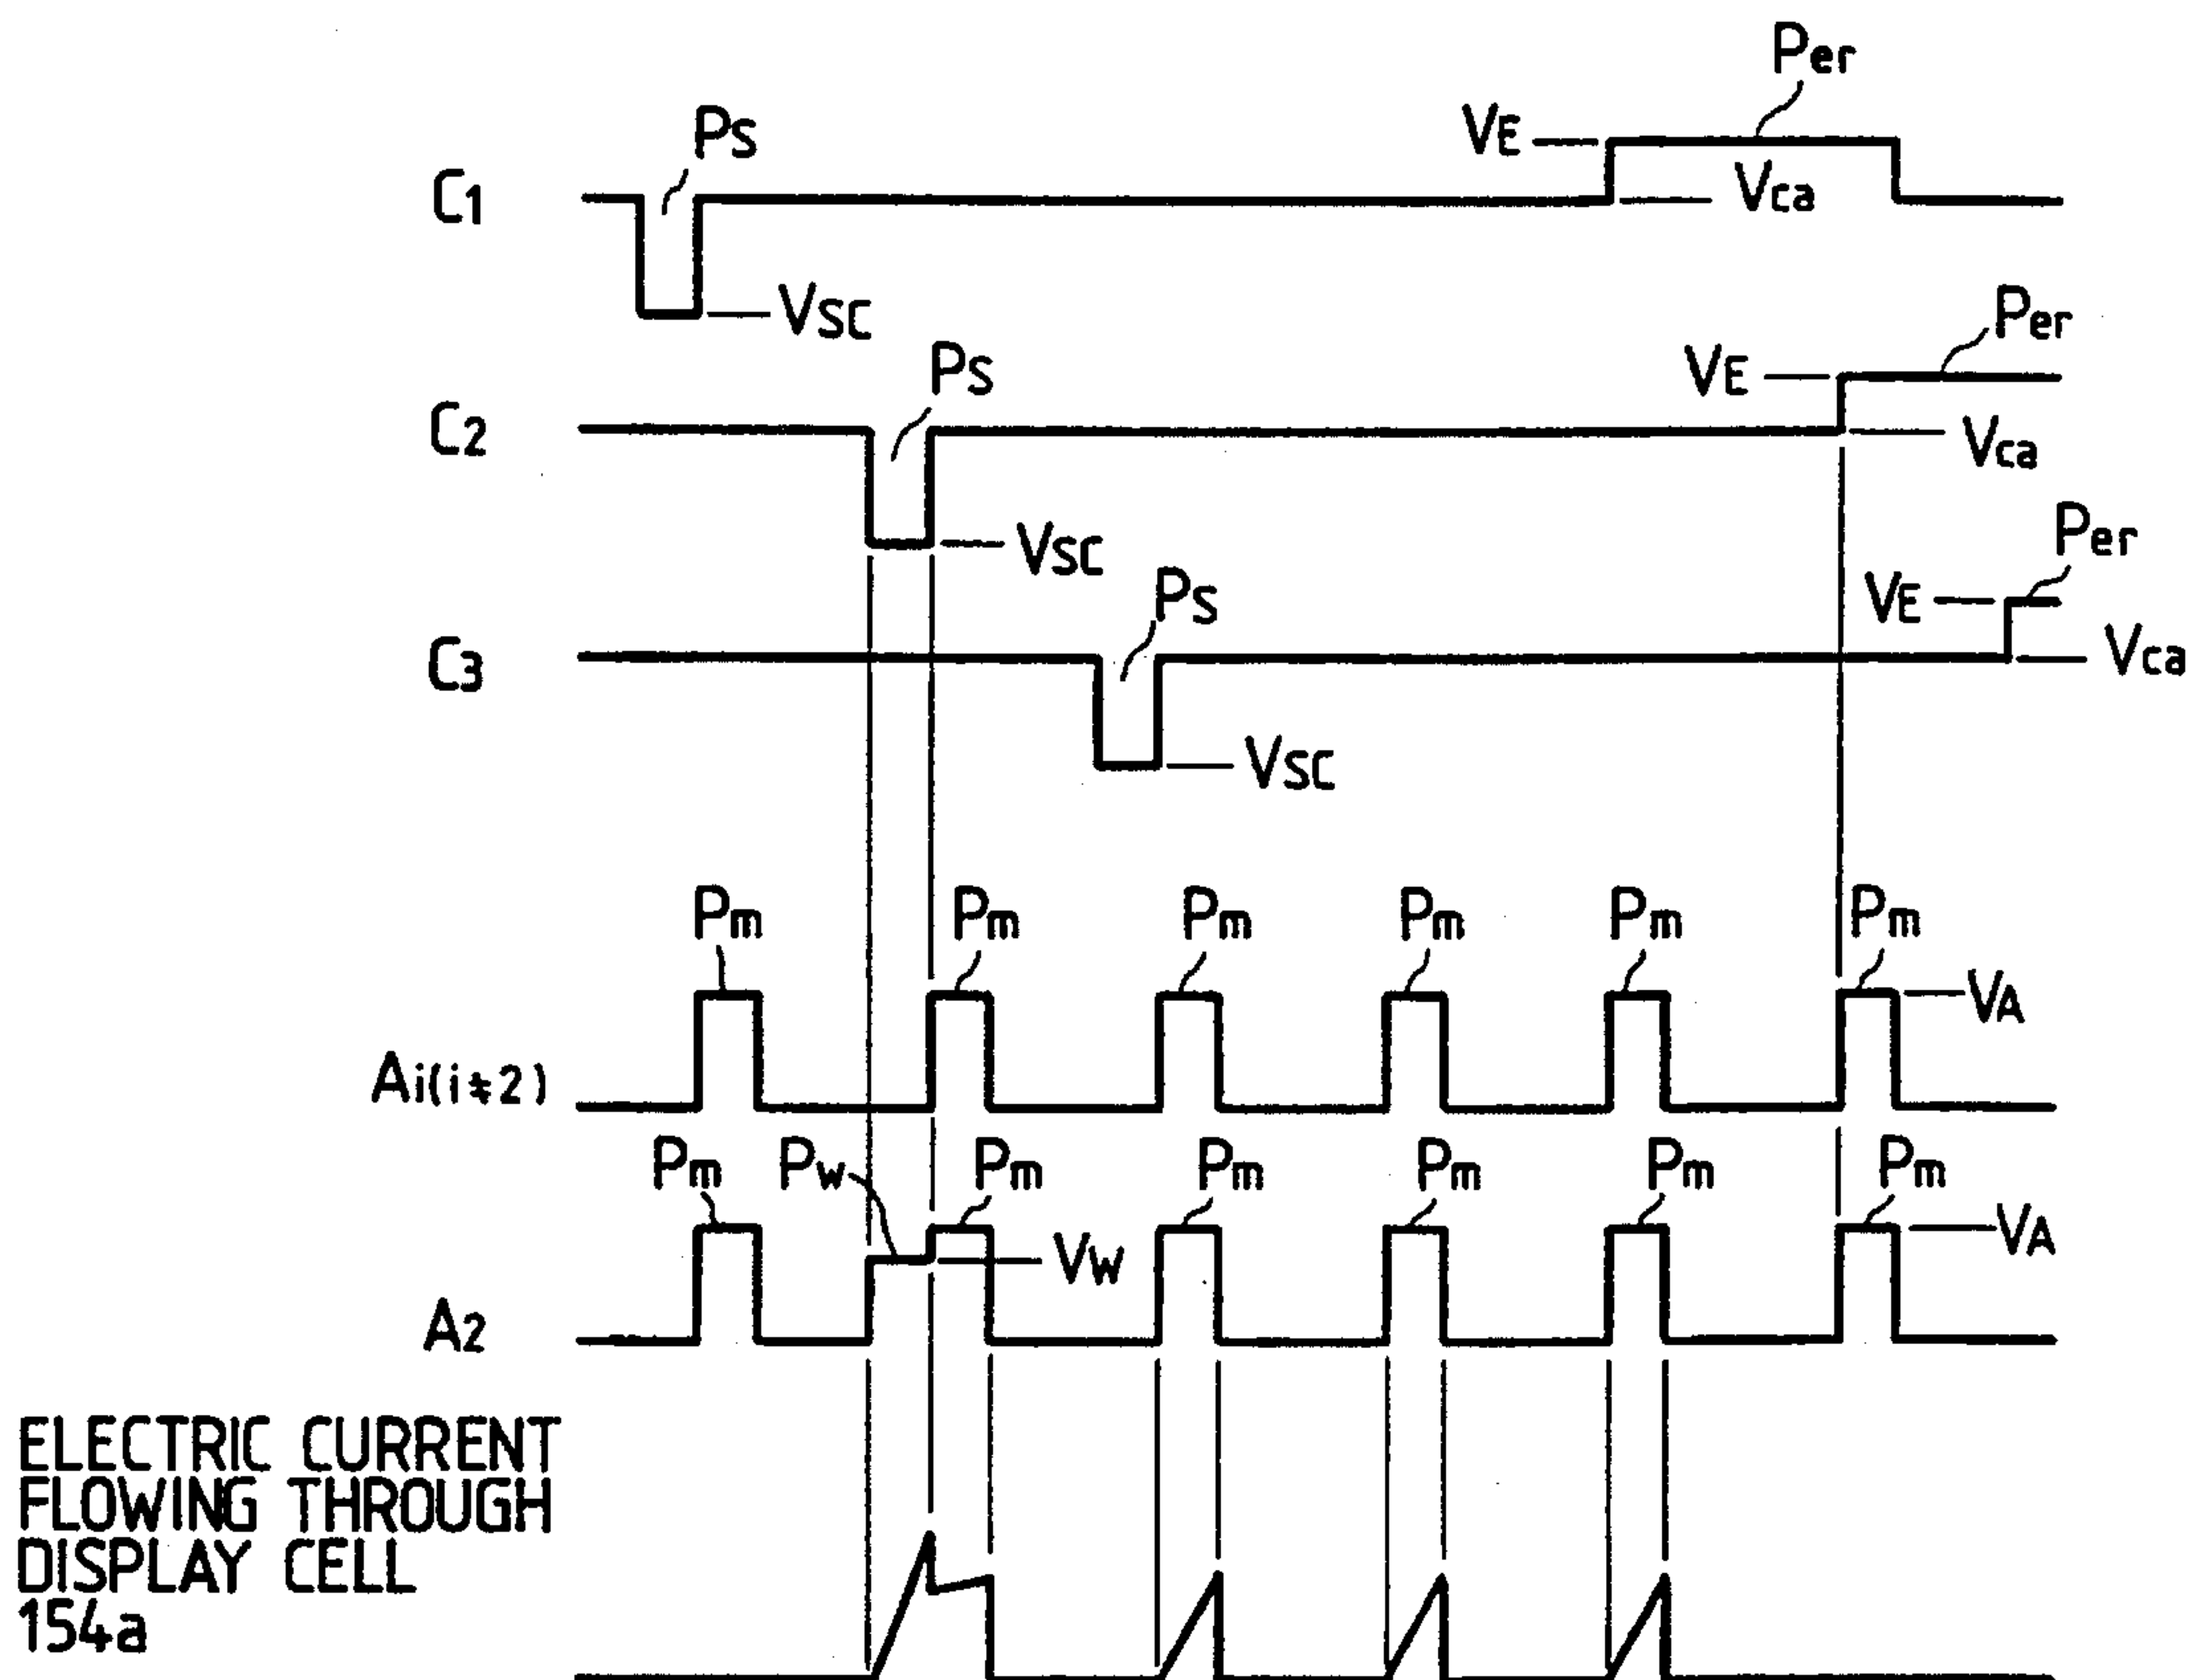 Per
PS
VE
C1
Vca
VSC
Per
PS
VE
C2
Vca
VSC
Per
PS
VE
C3
Vca
VSC
Pm Pm Pm Pm Pm Pm
VA
Ai(i≠2)
Pm Pw Pm Pm Pm Pm Pm
VW
VA
A2
ELECTRIC CURRENT
FLOWING THROUGH
DISPLAY CELL
154a